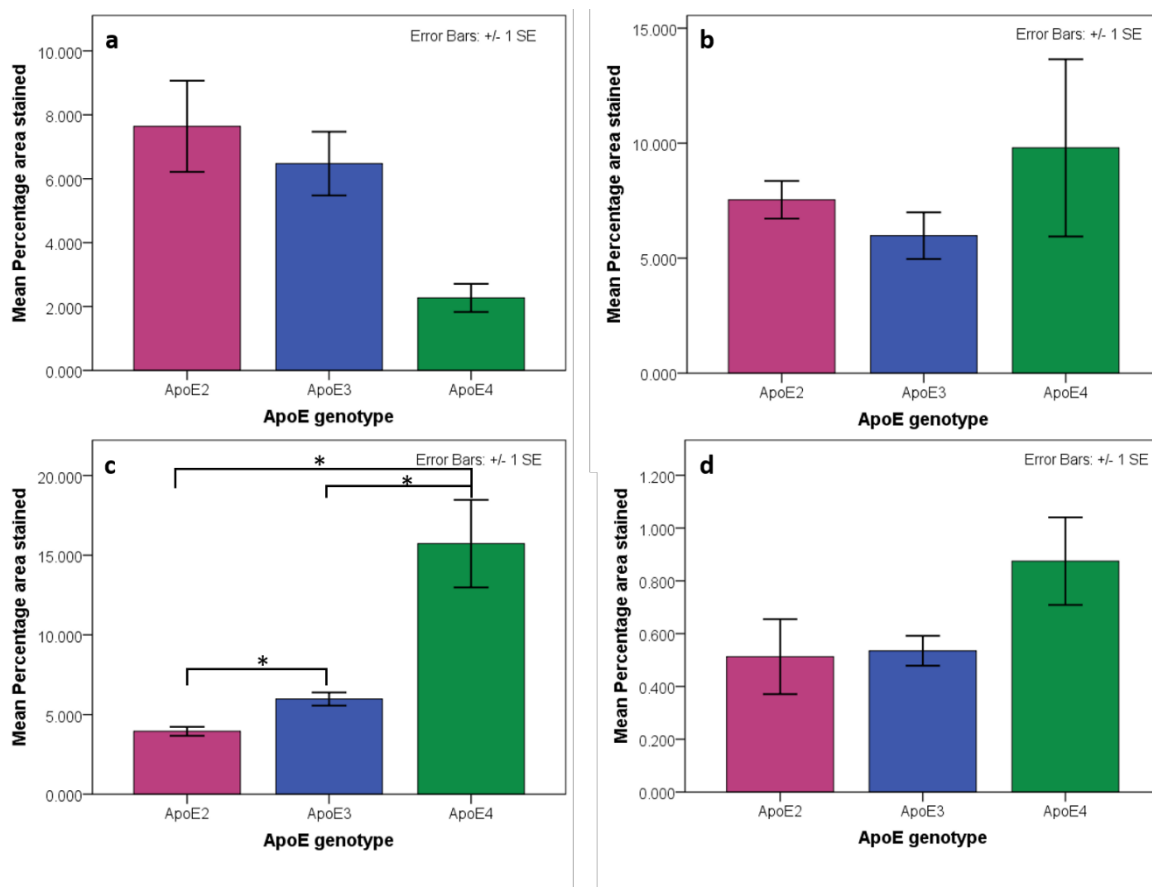 a
Error Bars: +/- 1 SE
Mean Percentage area stained
10.000
8.000
6.000
4.000
2.000
0.000
ApoE2 ApoE3 ApoE4
ApoE genotype
b
Error Bars: +/- 1 SE
Mean Percentage area stained
15.000
10.000
5.000
0.000
ApoE2 ApoE3 ApoE4
ApoE genotype
c
Error Bars: +/- 1 SE
Mean Percentage area stained
20.000
15.000
10.000
5.000
0.000
*
*
*
ApoE2 ApoE3 ApoE4
ApoE genotype
d
Error Bars: +/- 1 SE
Mean Percentage area stained
1.200
1.000
0.800
0.600
0.400
0.200
0.000
ApoE2 ApoE3 ApoE4
ApoE genotype